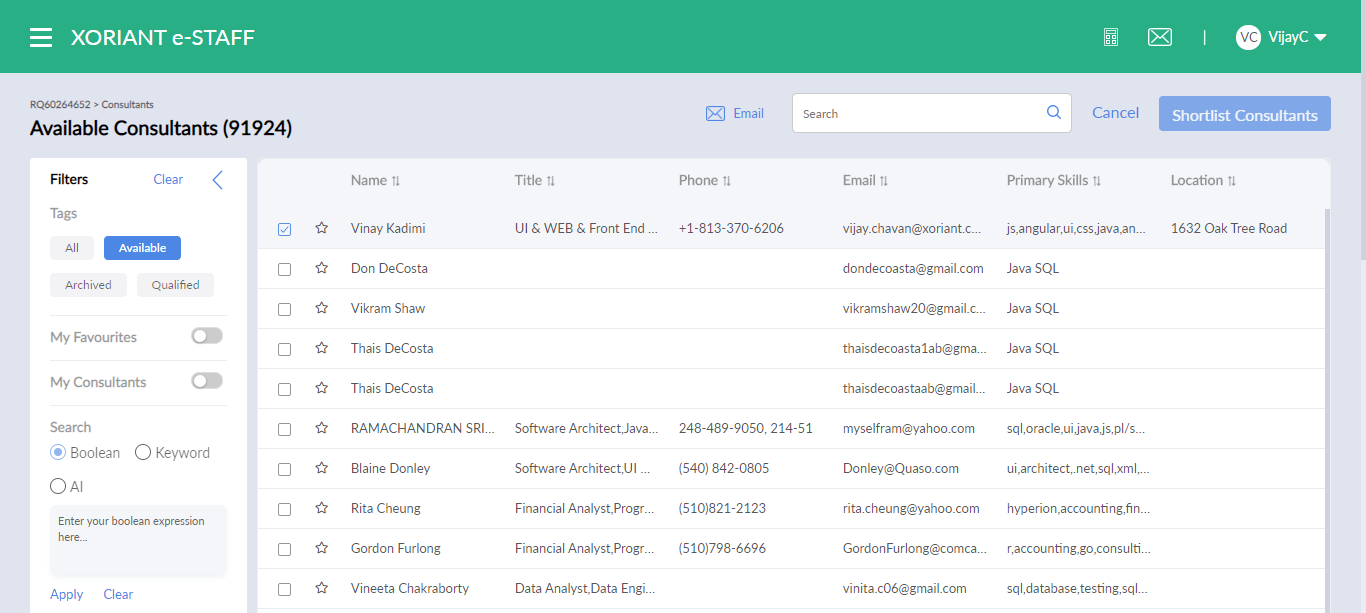 XORIANT e-STAFF
VC VijayC
RQ60264652 > Consultants
Available Consultants (91924)
Email
Search
Cancel
Shortlist Consultants
Filters Clear
Tags
All Available
Archived Qualified
My Favourites
My Consultants
Search
Boolean Keyword
AI
Enter your boolean expression
here...
Apply Clear
Name Title Phone Email Primary Skills Location
Vinay Kadimi UI & WEB & Front End ... +1-813-370-6206 vijay.chavan@xoriant.c... js,angular,ui,css,java,an... 1632 Oak Tree Road
Don DeCosta dondecoasta@gmail.com Java SQL
Vikram Shaw vikramshaw20@gmail.c... Java SQL
Thais DeCosta thaisdecoasta1ab@gma... Java SQL
Thais DeCosta thaisdecoastaab@gmail... Java SQL
RAMACHANDRAN SRI... Software Architect,Java... 248-489-9050, 214-51 myselfram@yahoo.com sql,oracle,ui,java,js,pl/s...
Blaine Donley Software Architect,UI ... (540) 842-0805 Donley@Quaso.com ui,architect,.net,sql,xml,...
Rita Cheung Financial Analyst,Progr... (510)821-2123 rita.cheung@yahoo.com hyperion,accounting,fin...
Gordon Furlong Financial Analyst,Progr... (510)798-6696 GordonFurlong@comca... r,accounting,go,consulti...
Vineeta Chakraborty Data Analyst,Data Engi... vinita.c06@gmail.com sql,database,testing,sql...